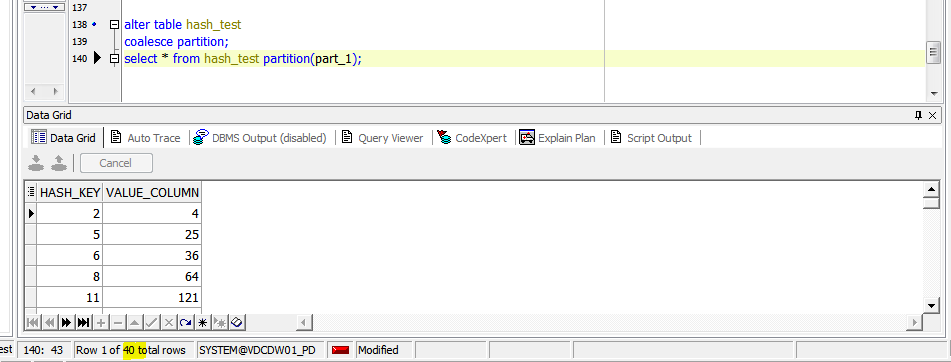 137
138 alter table hash_test
139 coalesce partition;
140 select * from hash_test partition(part_1);
Data Grid
Data Grid Auto Trace DBMS Output (disabled) Query Viewer CodeXpert Explain Plan Script Output
Cancel
HASH_KEY VALUE_COLUMN
2 4
5 25
6 36
8 64
11 121
est 140: 43 Row 1 of 40 total rows SYSTEM@VDCDW01_PD Modified